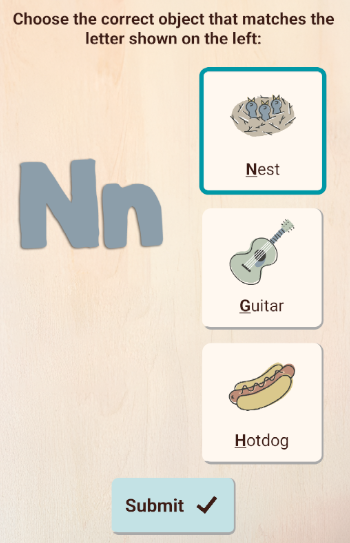 Choose the correct object that matches the
letter shown on the left:
Nn
Nest
Guitar
Hotdog
Submit